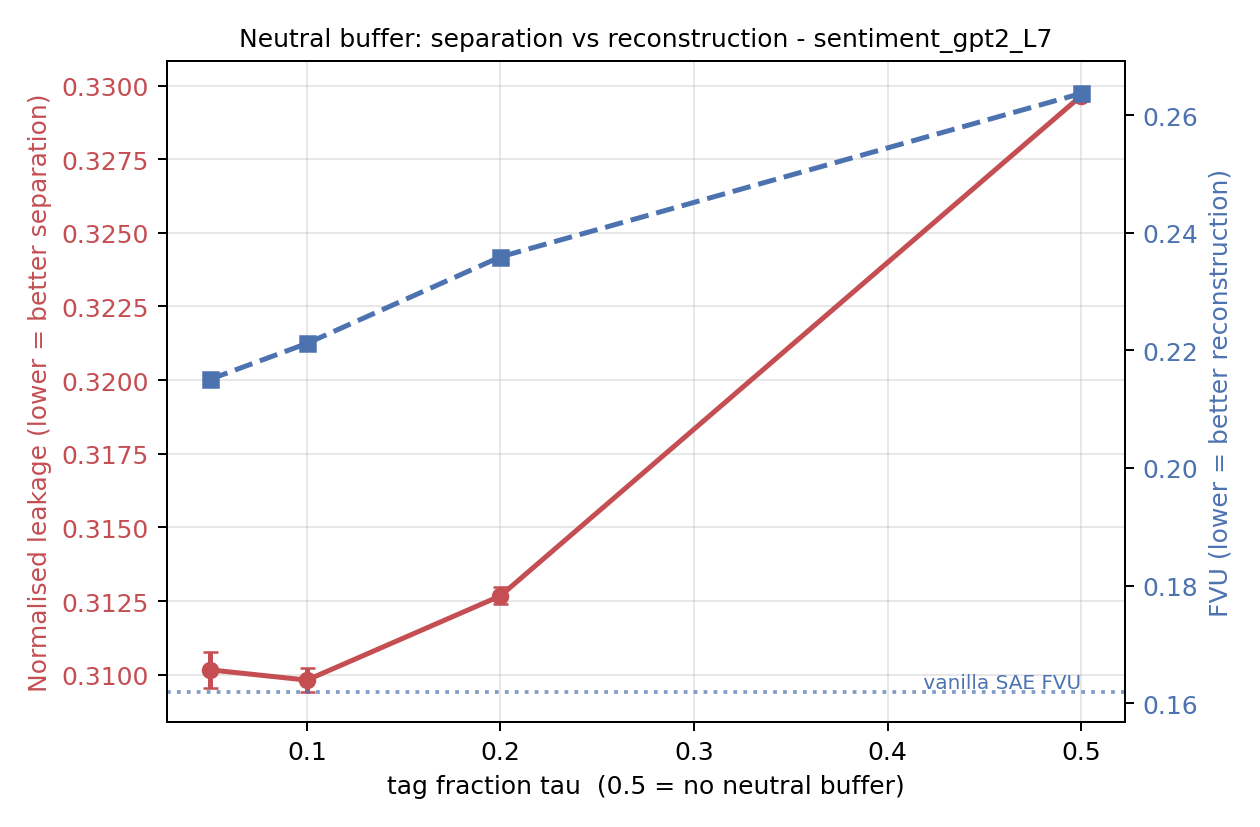 Neutral buffer: separation vs reconstruction - sentiment_gpt2_L7
Normalised leakage (lower = better separation)
0.3300
0.3275
0.3250
0.3225
0.3200
0.3175
0.3150
0.3125
0.3100
0.26
0.24
0.22
0.20
0.18
0.16
FVU (lower = better reconstruction)
vanilla SAE FVU
0.1 0.2 0.3 0.4 0.5
tag fraction tau (0.5 = no neutral buffer)